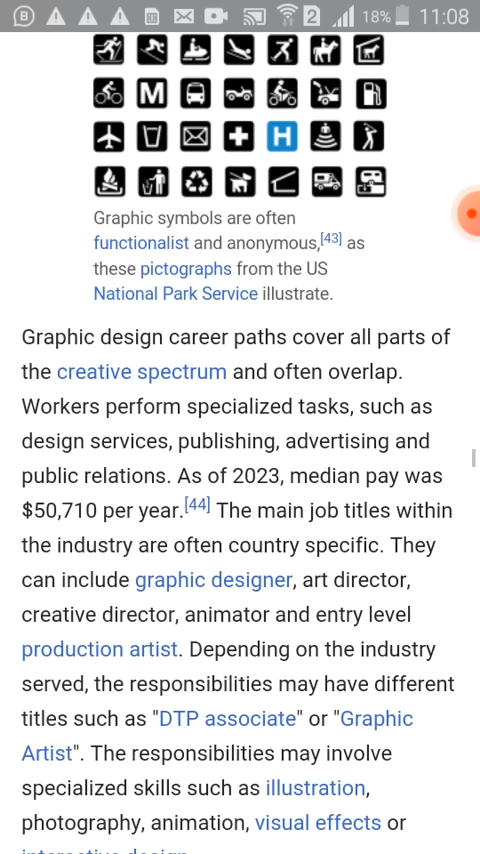 2 18% 11:08
M
H
Graphic symbols are often
functionalist and anonymous,[43] as
these pictographs from the US
National Park Service illustrate.
Graphic design career paths cover all parts of
the creative spectrum and often overlap.
Workers perform specialized tasks, such as
design services, publishing, advertising and
public relations. As of 2023, median pay was
$50,710 per year.[44] The main job titles within
the industry are often country specific. They
can include graphic designer, art director,
creative director, animator and entry level
production artist. Depending on the industry
served, the responsibilities may have different
titles such as "DTP associate" or "Graphic
Artist". The responsibilities may involve
specialized skills such as illustration,
photography, animation, visual effects or
interactive design.